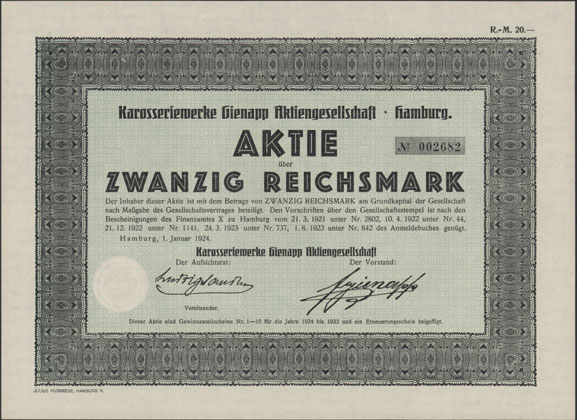 R.-M. 20.—
Karosseriewerke Gienapp Aktiengesellschaft · Hamburg.
AKTIE
№ 002682
über
ZWANZIG REICHSMARK
Der Inhaber dieser Aktie ist mit dem Betrage von ZWANZIG REICHSMARK am Grundkapital der Gesellschaft
nach Maßgabe des Gesellschaftsvertrages beteiligt. Den Vorschriften über den Gesellschaftsstempel ist nach den
Bescheinigungen des Finanzamtes X zu Hamburg vom 21. 3. 1921 unter Nr. 2802, 10. 4. 1922 unter Nr. 44,
21. 12. 1922 unter Nr. 1141, 24. 3. 1923 unter Nr. 737, 1. 8. 1923 unter Nr. 842 des Anmeldebuches genügt.
Hamburg, 1. Januar 1924.
Karosseriewerke Gienapp Aktiengesellschaft
Der Aufsichtsrat: Der Vorstand:
Gienapp
Vorsitzender.
Dieser Aktie sind Gewinnanteilscheine Nr. 1—10 für die Jahre 1924 bis 1933 und ein Erneuerungsschein beigefügt.
JULIUS HAMBURG